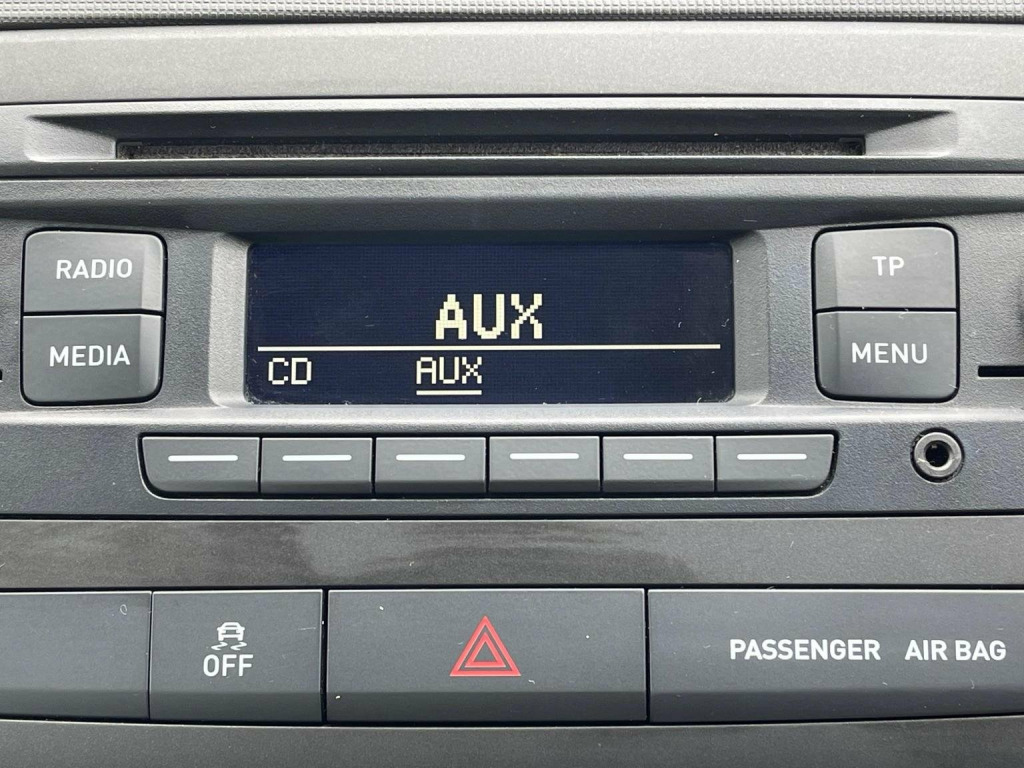 RADIO
MEDIA
AUX
CD AUX
TP
MENU
OFF
PASSENGER AIR BAG